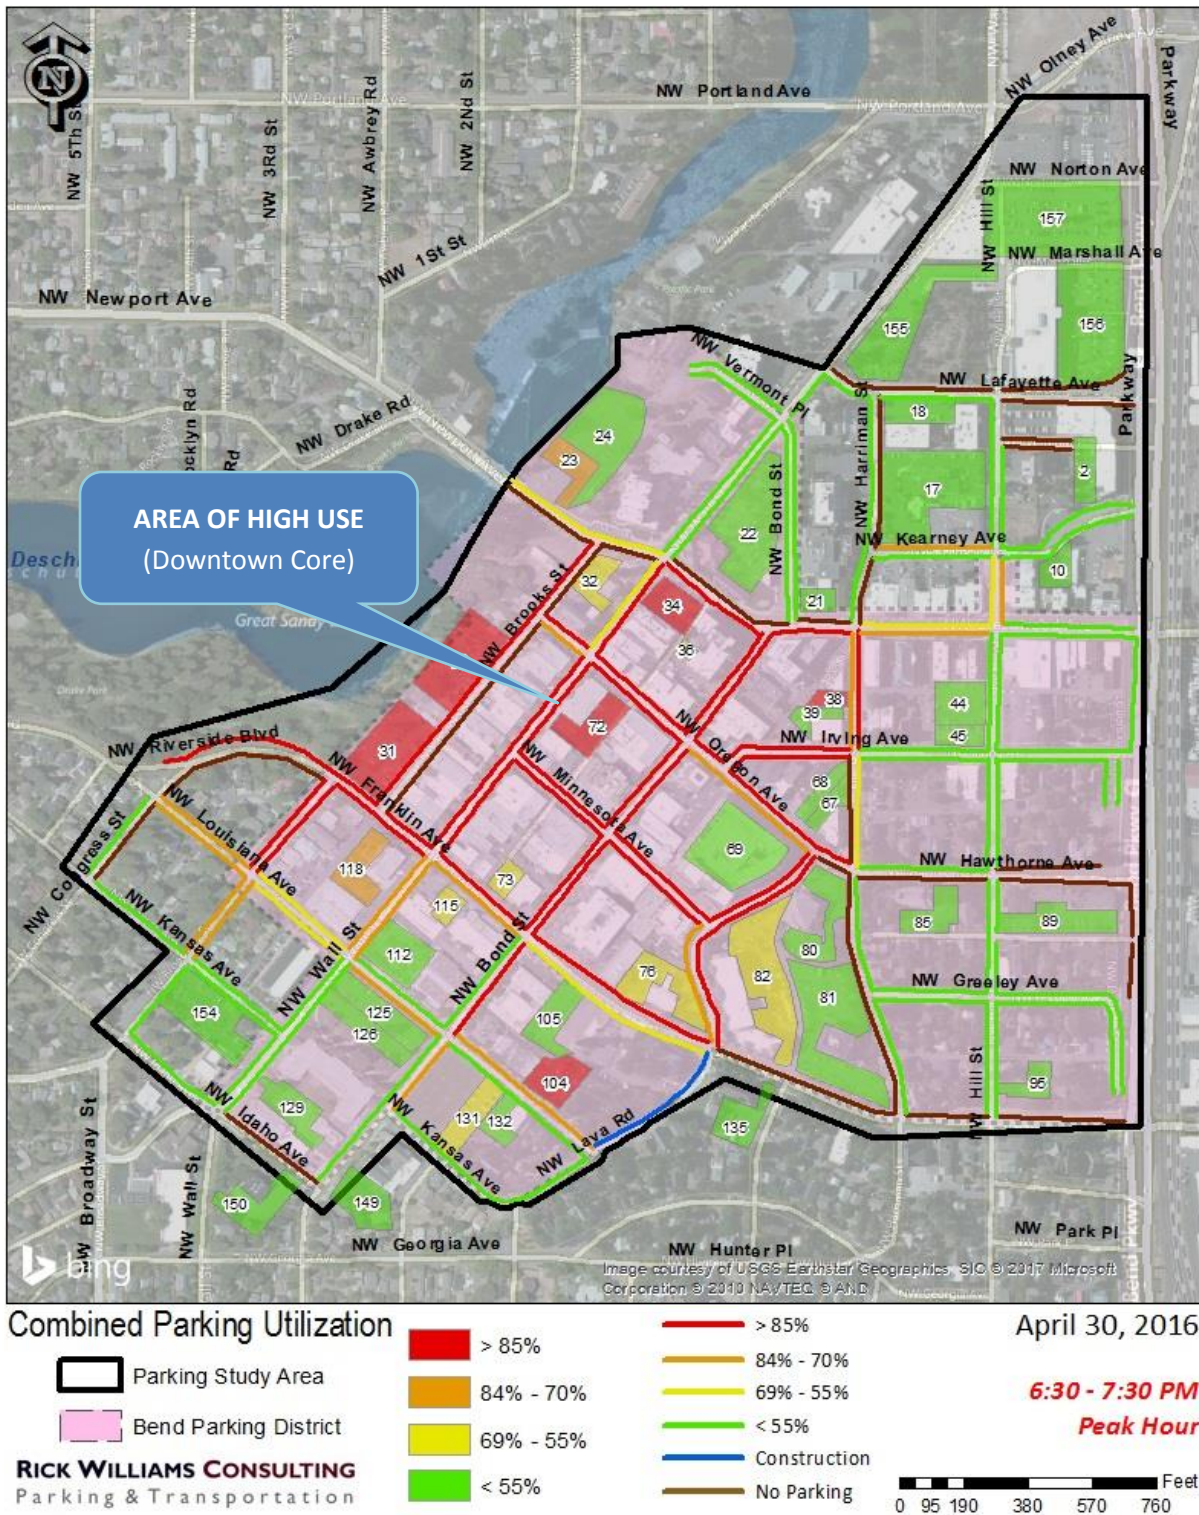 N
NW 5Th St
NW 3Rd St
NW Awbrey Rd
NW 2Nd St
NW Portland Ave
NW Olney Ave
Parkway
NW Portland Ave
NW Portland Ave
NW Norton Ave
NW Hill St
157
NW Marshall Ave
NW 1St St
NW Newport Ave
155
156
NW Vermont Pl
NW Lafayette Ave
Parkway
NW Drake Rd
Rd
24
23
18
NW Harriman St
2
17
22
NW Bond St
AREA OF HIGH USE
(Downtown Core)
NW Kearney Ave
10
32
NW Brooks St
34
21
36
38
39
44
45
72
NW Irving Ave
NW Oregon Ave
NW Riverside Blvd
31
NW Franklin Ave
NW Minnesota Ave
68
67
NW Louisiana Ave
NW Congress St
69
NW Hawthorne Ave
118
73
115
85
89
NW Kansas Ave
NW Wall St
112
NW Bond St
80
76
82
81
NW Greeley Ave
154
125
126
105
104
NW Hill St
95
129
131
132
135
NW Idaho Ave
NW Kansas Ave
NW Lava Rd
NW Broadway St
NW Wall St
150
149
NW Georgia Ave
NW Hunter Pl
NW Park Pl
Bend Pkwy
bing
Image courtesy of USGS Earthstar Geographics SIO © 2017 Microsoft
Corporation © 2010 NAVTEQ © AND
Combined Parking Utilization
Parking Study Area
Bend Parking District
RICK WILLIAMS CONSULTING
Parking & Transportation
> 85%
84% - 70%
69% - 55%
< 55%
> 85%
84% - 70%
69% - 55%
< 55%
Construction
No Parking
April 30, 2016
6:30 - 7:30 PM
Peak Hour
Feet
0 95 190 380 570 760